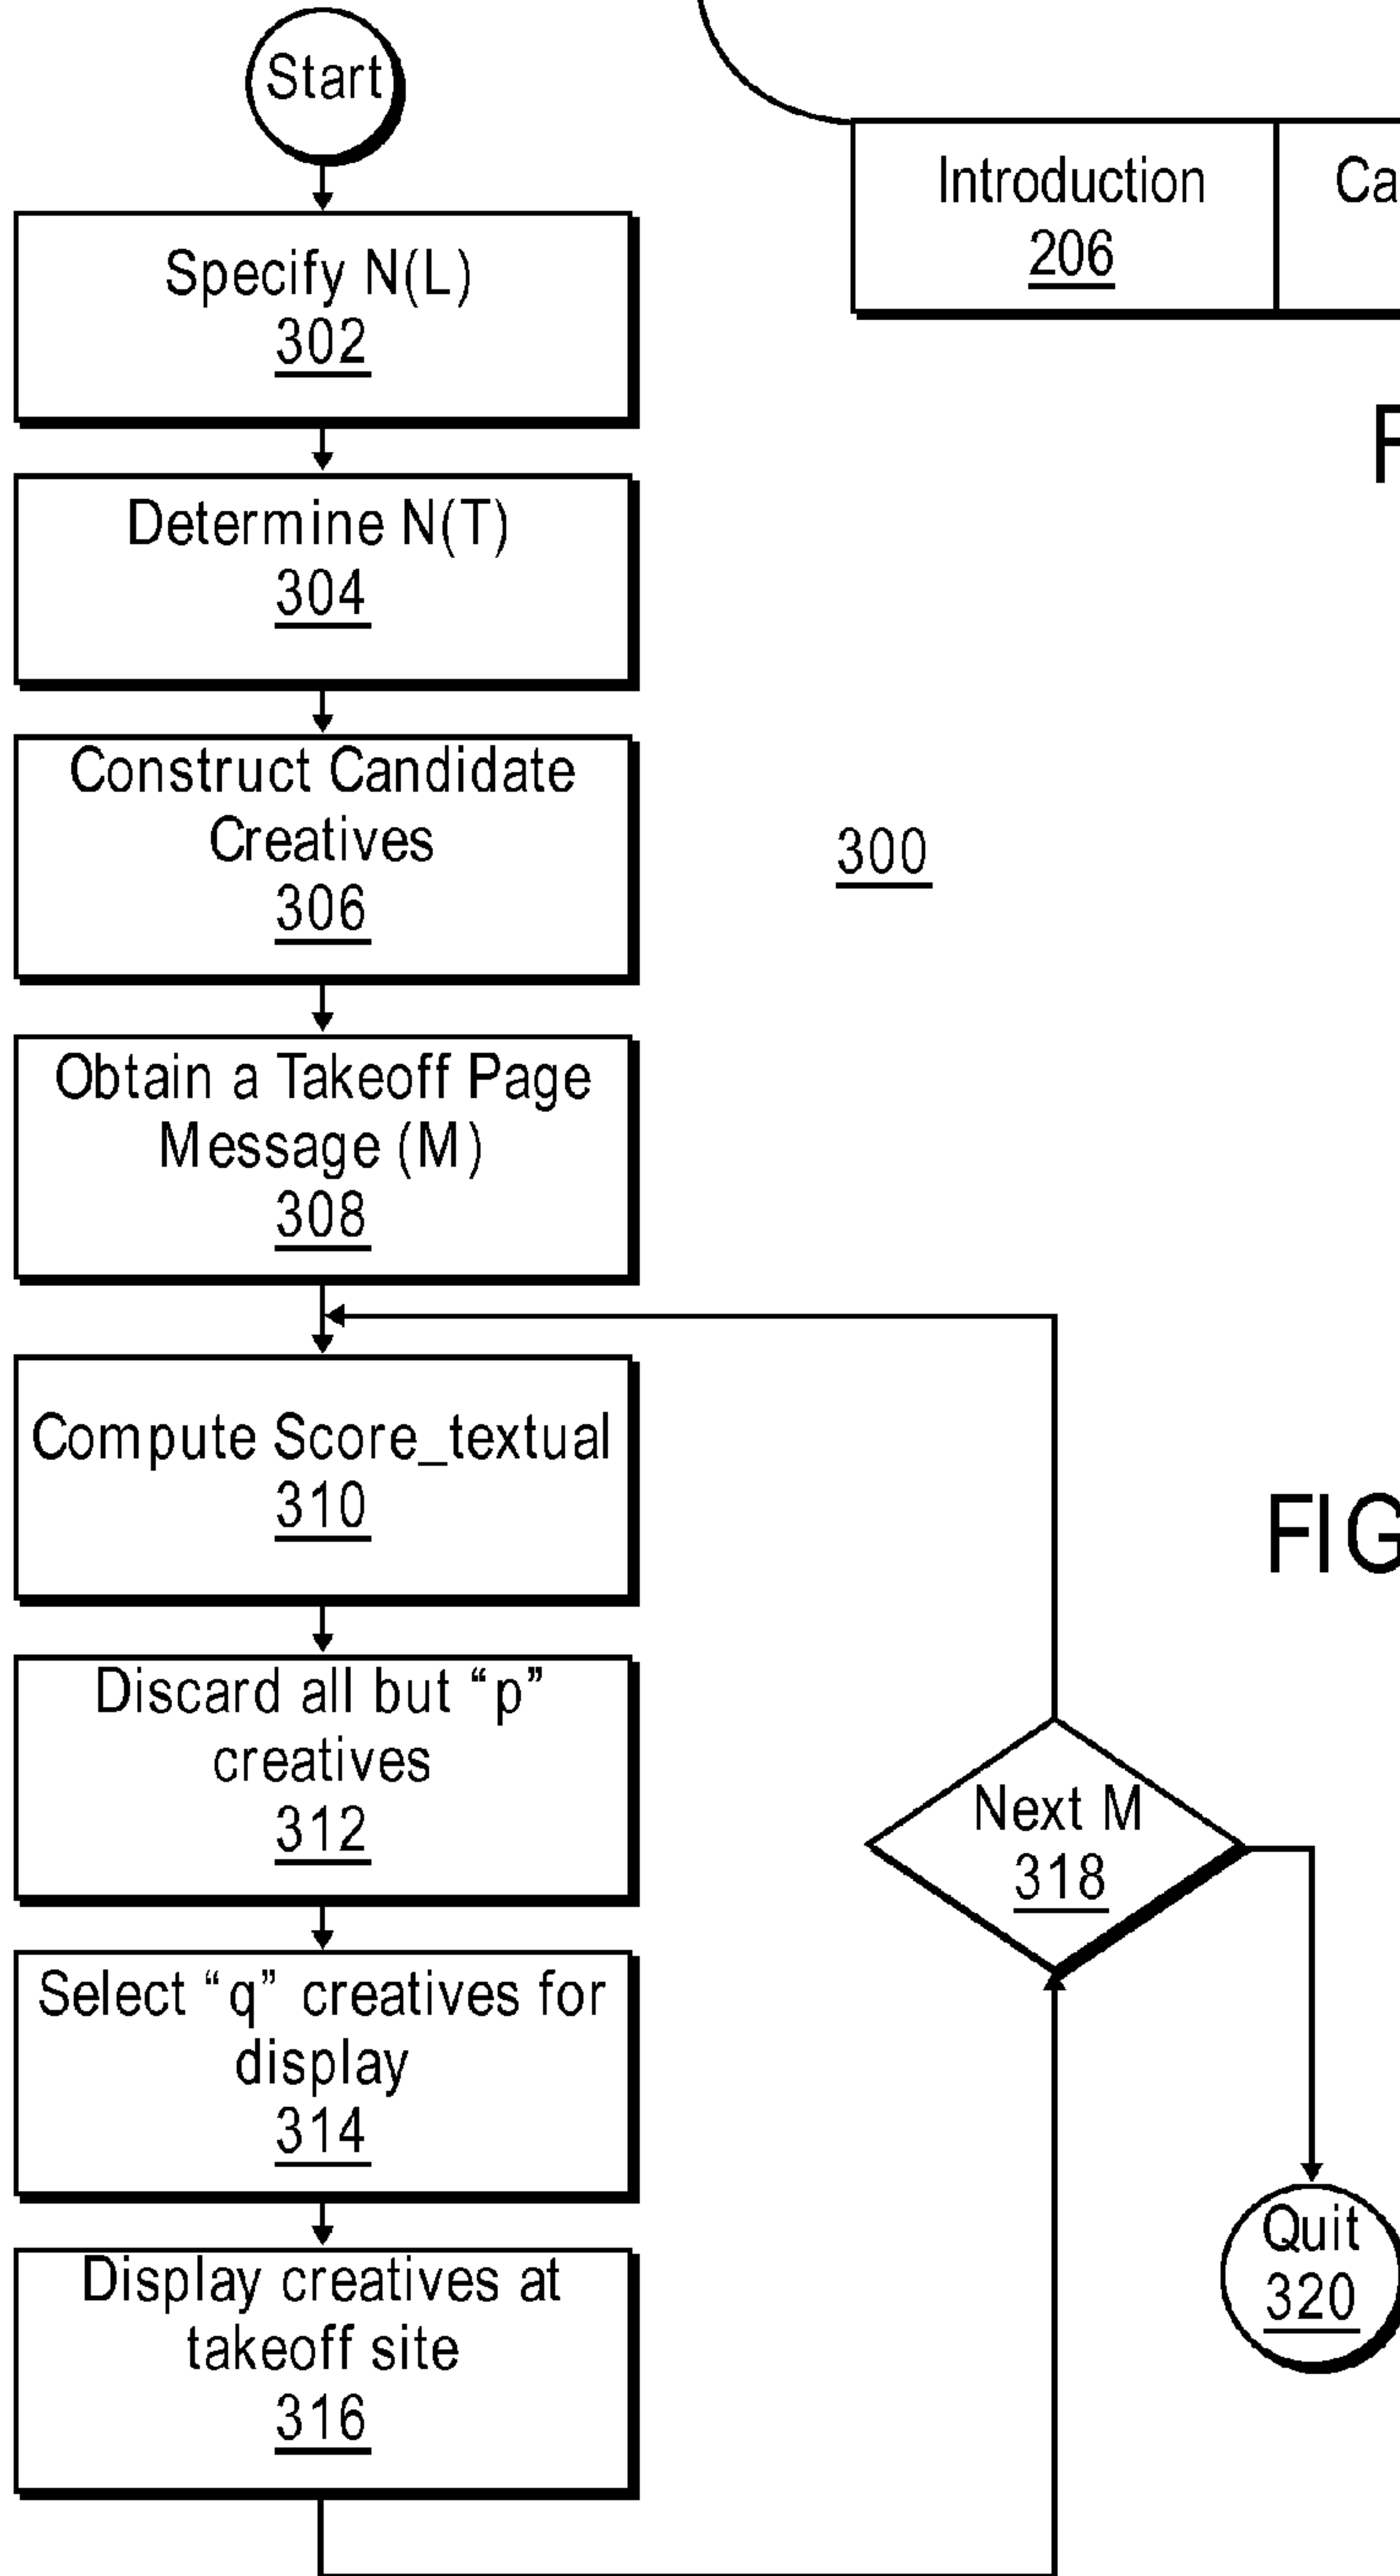 Start
Introduction
206
Ca
Specify N(L)
302
Determine N(T)
304
Construct Candidate
Creatives
306
300
Obtain a Takeoff Page
Message (M)
308
Compute Score_textual
310
FIG
Discard all but “p”
creatives
312
Next M
318
Select “q” creatives for
display
314
Quit
320
Display creatives at
takeoff site
316